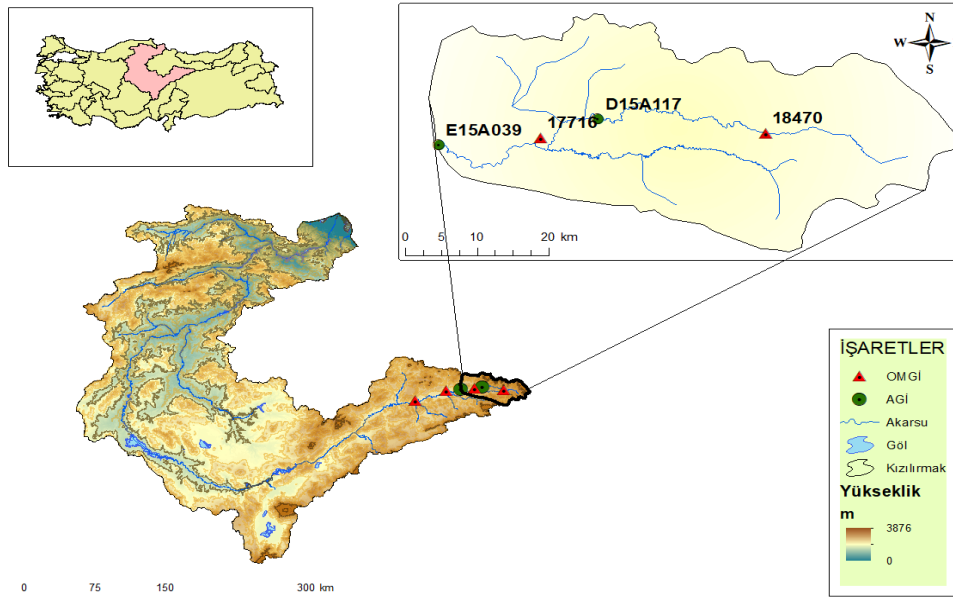 N
W E
S
D15A117
18470
17716
E15A039
0 5 10 20 km
İŞARETLER
OMGİ
AGİ
Akarsu
Göl
Kızılırmak
Yükseklik
m
3876
0
0 75 150 300 km